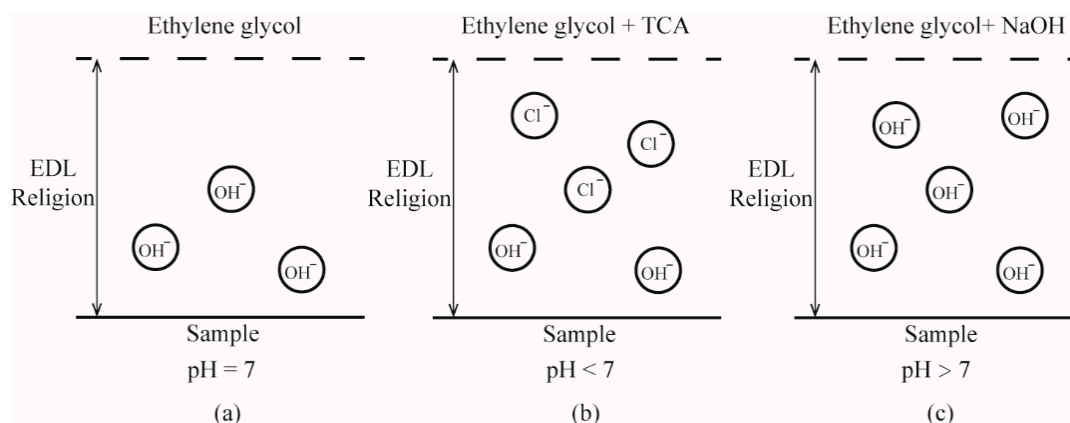 Ethylene glycol
EDL
Religion
OH⁻
OH⁻
OH⁻
Sample
pH = 7
(a)
Ethylene glycol + TCA
EDL
Religion
Cl⁻
Cl⁻
Cl⁻
OH⁻
OH⁻
Sample
pH < 7
(b)
Ethylene glycol+ NaOH
EDL
Religion
OH⁻
OH⁻
OH⁻
OH⁻
OH⁻
Sample
pH > 7
(c)